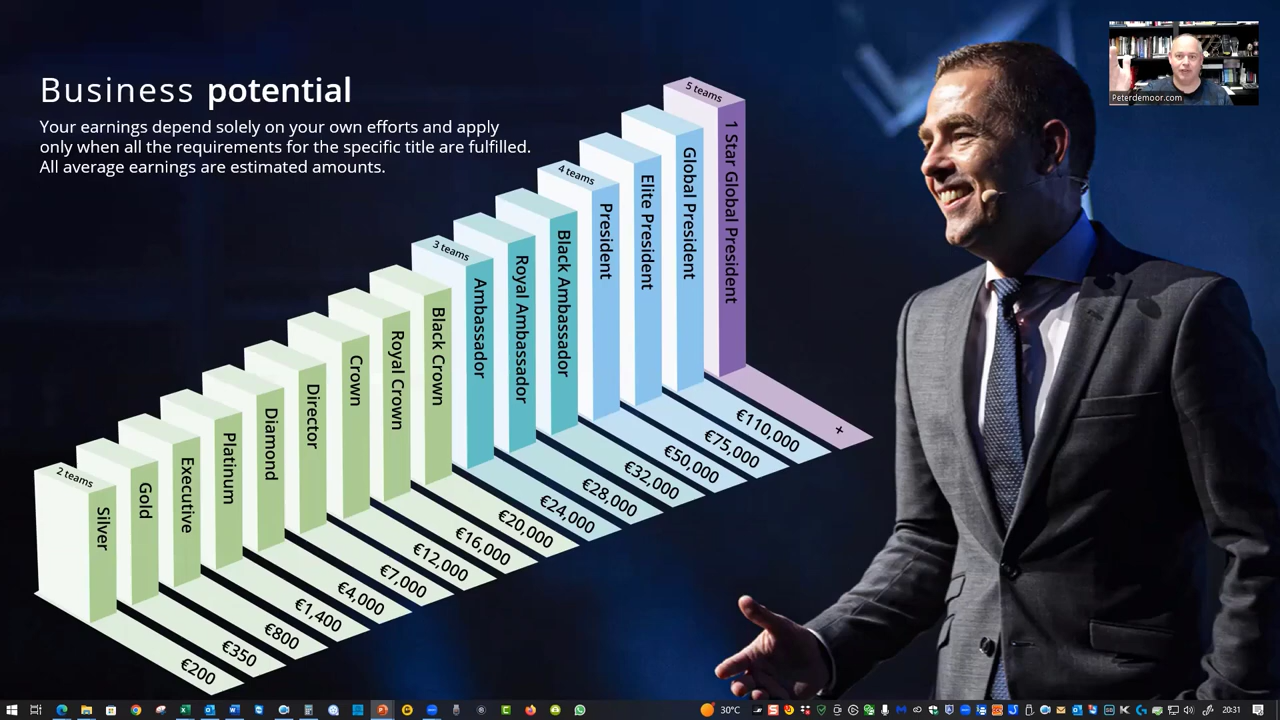 Business potential
Your earnings depend solely on your own efforts and apply
only when all the requirements for the specific title are fulfilled.
All average earnings are estimated amounts.
Peterdemoor.com
2 teams
Silver
Gold
Executive
Platinum
Diamond
Director
Crown
Royal Crown
Black Crown
3 teams
Ambassador
Royal Ambassador
Black Ambassador
4 teams
President
Elite President
Global President
5 teams
1 Star Global President
€200
€350
€800
€1,400
€4,000
€7,000
€12,000
€16,000
€20,000
€24,000
€28,000
€32,000
€50,000
€75,000
€110,000
+
30°C
20:31